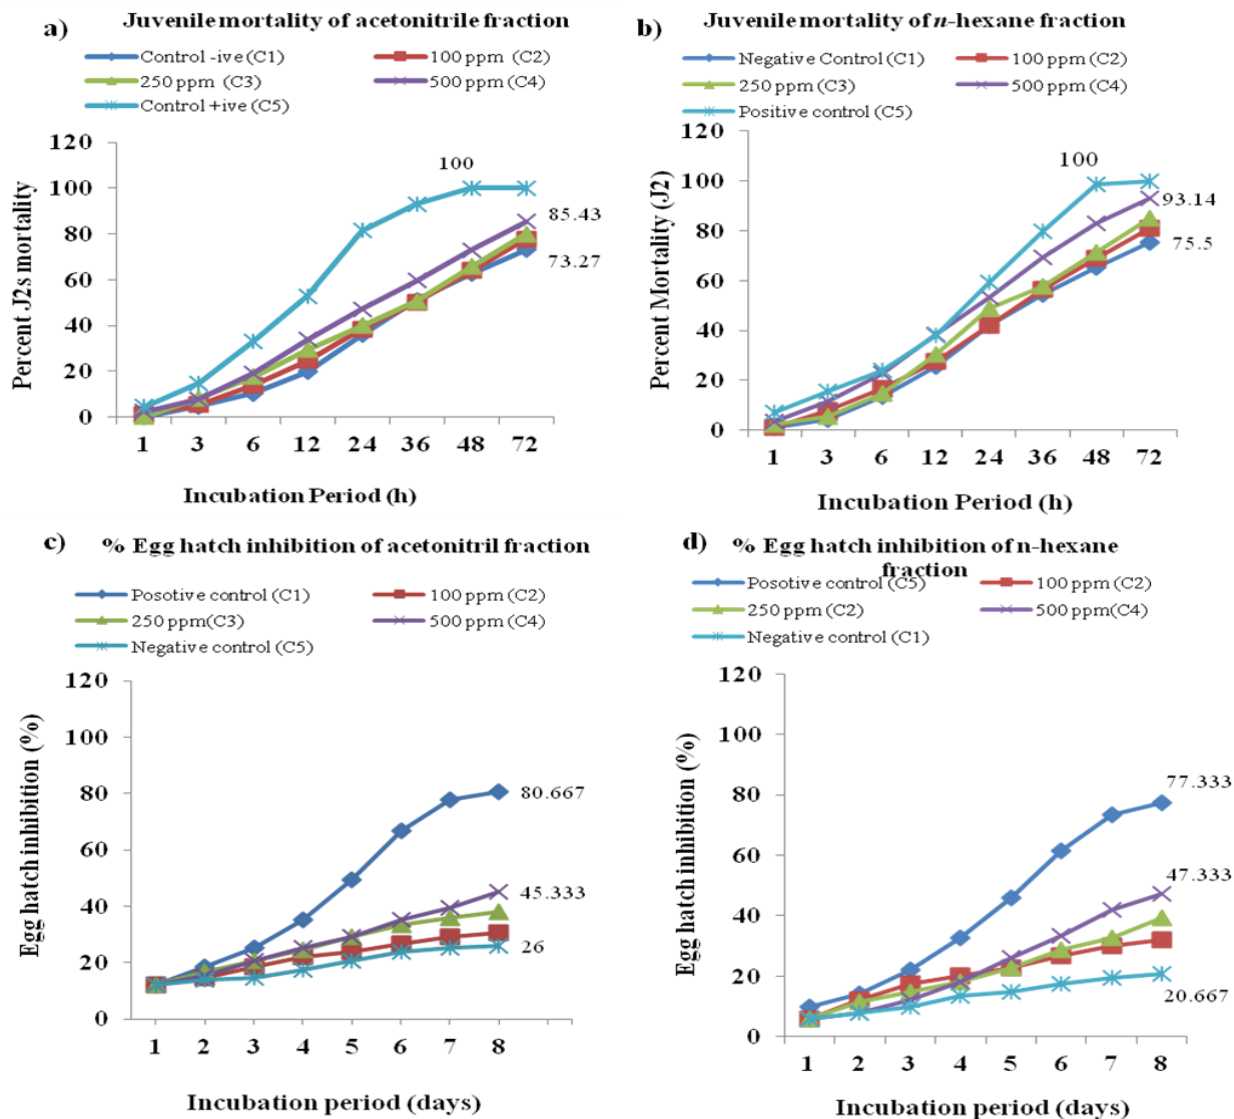 a) Juvenile mortality of acetonitrile fraction
Control -ive (C1) 100 ppm (C2)
250 ppm (C3) 500 ppm (C4)
Control +ive (C5)
Percent J2s mortality
120
100
80
60
40
20
0
100
85.43
73.27
1 3 6 12 24 36 48 72
Incubation Period (h)
b) Juvenile mortality of n-hexane fraction
Negative Control (C1) 100 ppm (C2)
250 ppm (C3) 500 ppm (C4)
Positive control (C5)
Percent Mortality (J2)
120
100
80
60
40
20
0
100
93.14
75.5
1 3 6 12 24 36 48 72
Incubation Period (h)
c) % Egg hatch inhibition of acetonitril fraction
Posotive control (C1) 100 ppm (C2)
250 ppm(C3) 500 ppm (C4)
Negative control (C5)
Egg hatch inhibition (%)
120
100
80
60
40
20
0
80.667
45.333
26
1 2 3 4 5 6 7 8
Incubation period (days)
d) % Egg hatch inhibition of n-hexane
fraction
Posotive control (C5) 100 ppm (C2)
250 ppm (C2) 500 ppm(C4)
Negative control (C1)
Egg hatch inhibition (%)
120
100
80
60
40
20
0
77.333
47.333
20.667
1 2 3 4 5 6 7 8
Incubation period (days)